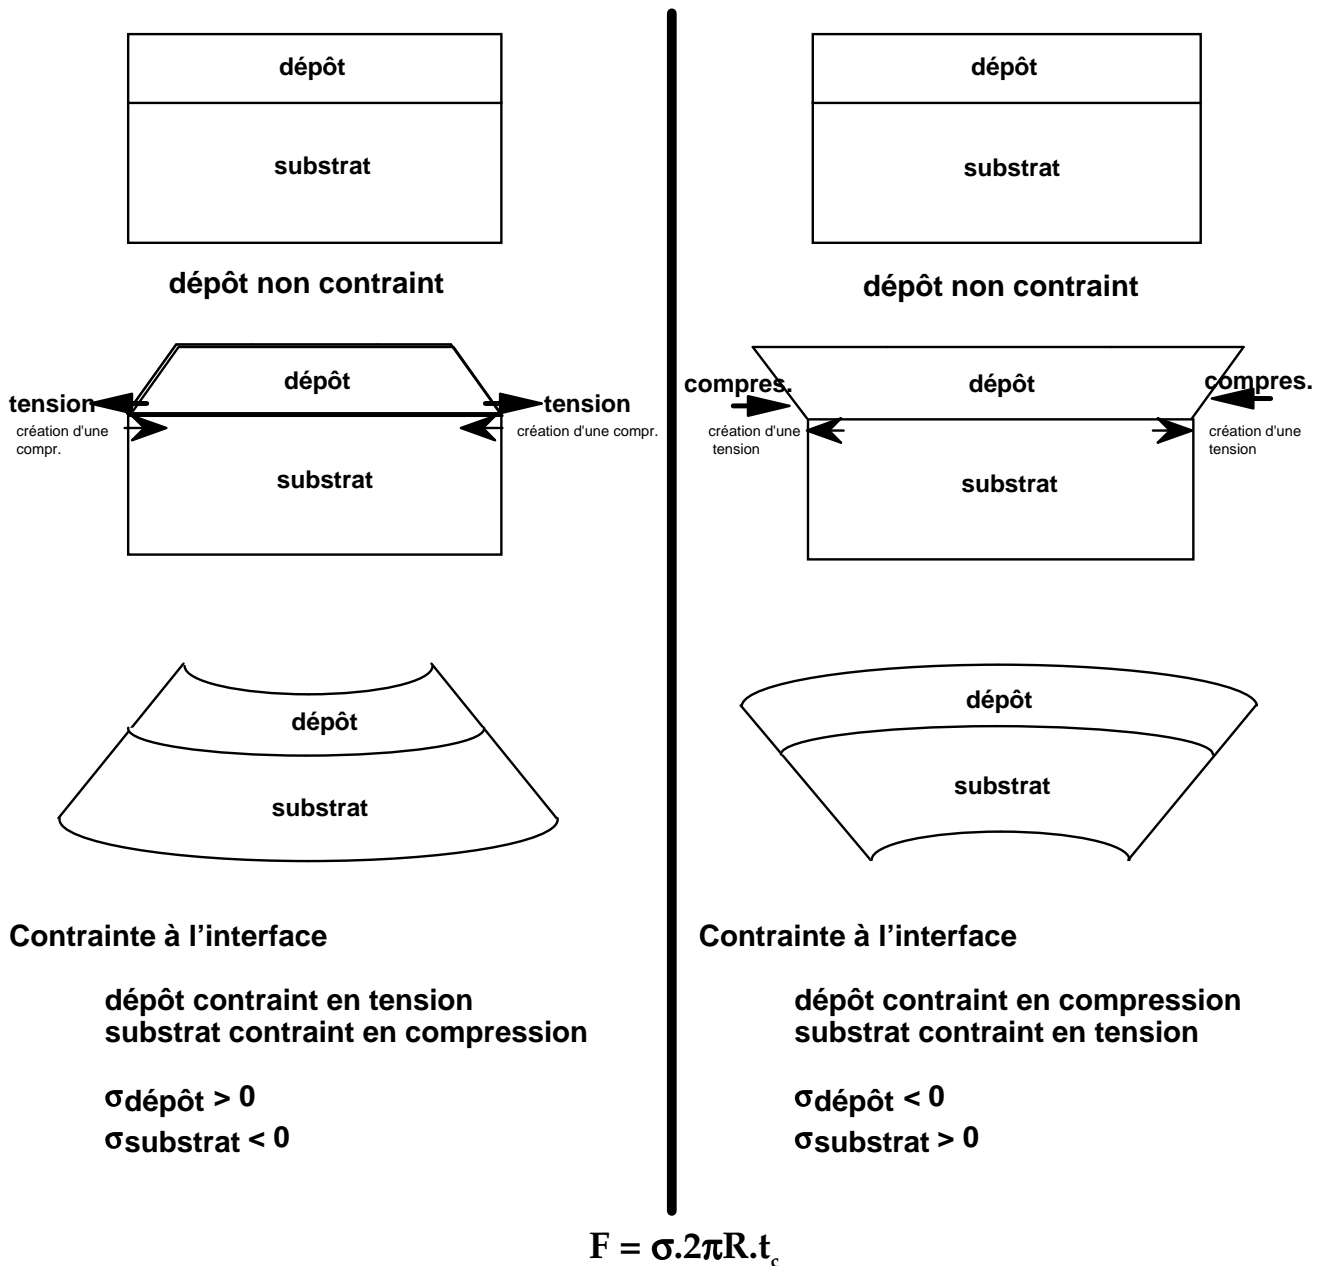 dépôt
substrat
dépôt non contraint
dépôt
tension
tension
création d'une
compr.
création d'une compr.
substrat
dépôt
substrat
Contrainte à l'interface
dépôt contraint en tension
substrat contraint en compression
σdépôt > 0
σsubstrat < 0
dépôt
substrat
dépôt non contraint
compres.
dépôt
compres.
création d'une
tension
création d'une
tension
substrat
dépôt
substrat
Contrainte à l'interface
dépôt contraint en compression
substrat contraint en tension
σdépôt < 0
σsubstrat > 0
F = σ.2πR.tc